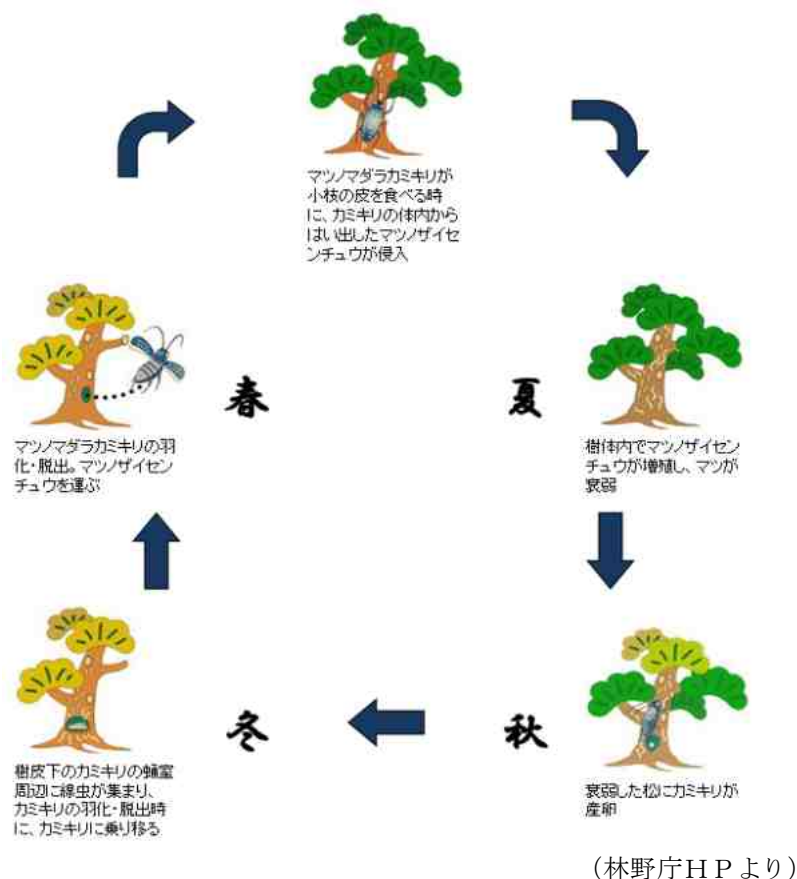 マツノマダラカミキリが
小枝の皮を食べる時
に、カミキリの体内から
はい出したマツノザイセ
ンチュウが侵入
春
夏
マツノマダラカミキリの羽
化・脱出。マツノザイセン
チュウを運ぶ
樹体内でマツノザイセン
チュウが増殖し、マツが
衰弱
冬
秋
樹皮下のカミキリの蛹室
周辺に線虫が集まり、
カミキリの羽化・脱出時
に、カミキリに乗り移る
衰弱した松にカミキリが
産卵
（林野庁ＨＰより）